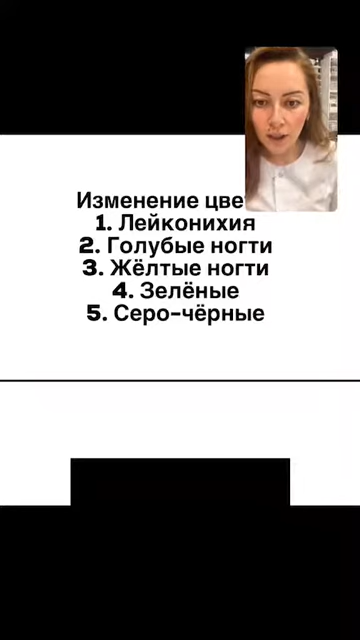 Изменение цве
1. Лейконихия
2. Голубые ногти
3. Жёлтые ногти
4. Зелёные
5. Серо-чёрные